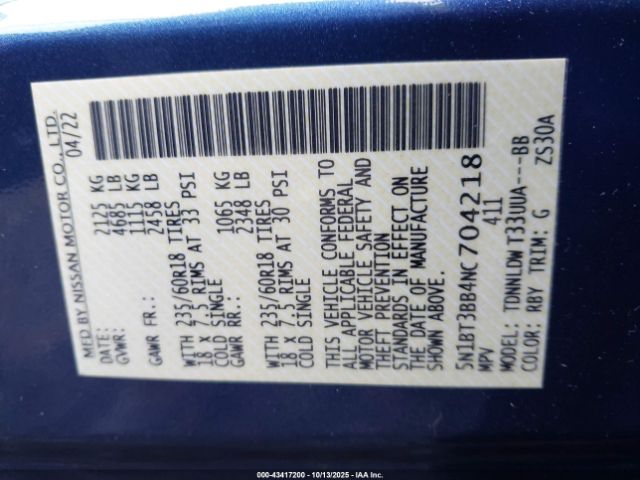 MFD BY NISSAN MOTOR CO., LTD.
DATE: 04/22
GVWR: 2125 KG
4685 LB
GAWR FR.: 1115 KG
2458 LB
WITH 235/60R18 TIRES
18 x 7.5 RIMS AT 33 PSI
COLD SINGLE
GAWR RR.: 1065 KG
2348 LB
WITH 235/60R18 TIRES
18 x 7.5 RIMS AT 30 PSI
COLD SINGLE
THIS VEHICLE CONFORMS TO
ALL APPLICABLE FEDERAL
MOTOR VEHICLE SAFETY AND
THEFT PREVENTION
STANDARDS IN EFFECT ON
THE DATE OF MANUFACTURE
SHOWN ABOVE.
5N1BT3BB4NC704218
MPV 411
MODEL: TDNNLDW T33UUA----BB
COLOR: RBY TRIM: G ZS30A
000-43417200 - 10/13/2025 - IAA Inc.